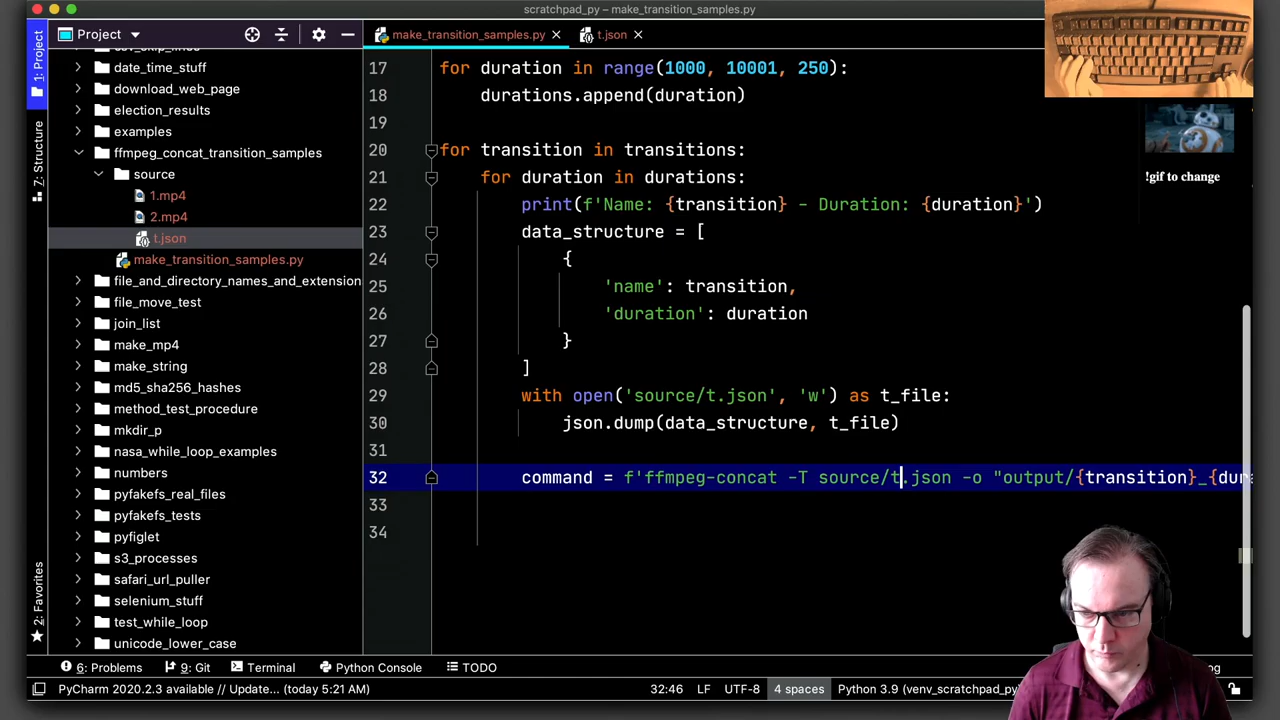 scratchpad_py – make_transition_samples.py
Project
make_transition_samples.py
t.json
1: Project
7: Structure
2: Favorites
date_time_stuff
download_web_page
election_results
examples
ffmpeg_concat_transition_samples
source
1.mp4
2.mp4
t.json
make_transition_samples.py
file_and_directory_names_and_extension
file_move_test
join_list
make_mp4
make_string
md5_sha256_hashes
method_test_procedure
mkdir_p
nasa_while_loop_examples
numbers
pyfakefs_real_files
pyfakefs_tests
pyfiglet
s3_processes
safari_url_puller
selenium_stuff
test_while_loop
unicode_lower_case
17 for duration in range(1000, 10001, 250):
18 durations.append(duration)
19
20 for transition in transitions:
21 for duration in durations:
22 print(f'Name: {transition} - Duration: {duration}')
23 data_structure = [
24 {
25 'name': transition,
26 'duration': duration
27 }
28 ]
29 with open('source/t.json', 'w') as t_file:
30 json.dump(data_structure, t_file)
31
32 command = f'ffmpeg-concat -T source/t.json -o "output/{transition}_{dura
33
34
!gif to change
6: Problems
9: Git
Terminal
Python Console
TODO
PyCharm 2020.2.3 available // Update... (today 5:21 AM)
32:46
LF
UTF-8
4 spaces
Python 3.9 (venv_scratchpad_py)